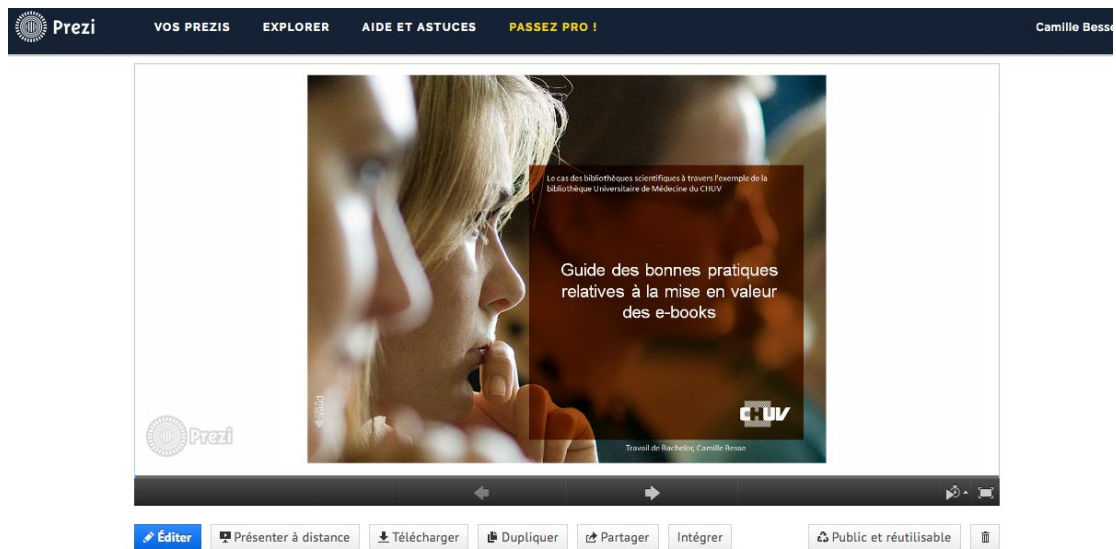 Prezi
VOS PREZIS
EXPLORER
AIDE ET ASTUCES
PASSEZ PRO !
Camille Besse
Le cas des bibliothèques scientifiques à travers l'exemple de la
bibliothèque Universitaire de Médecine du CHUV
Guide des bonnes pratiques
relatives à la mise en valeur
des e-books
CHUV
vaud
Travail de Bachelor, Camille Besse
Prezi
Éditer
Présenter à distance
Télécharger
Dupliquer
Partager
Intégrer
Public et réutilisable